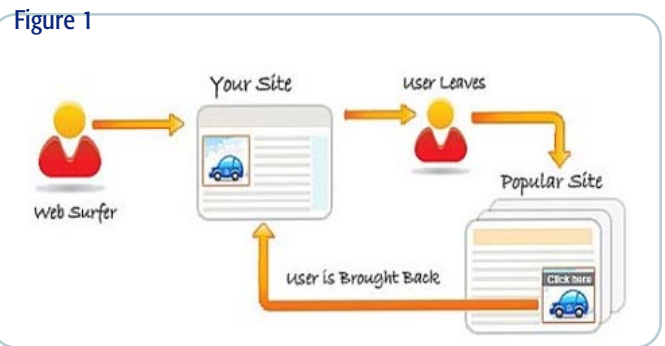 Figure 1
Your Site
User Leaves
Web Surfer
Popular Site
Click here
User is Brought Back